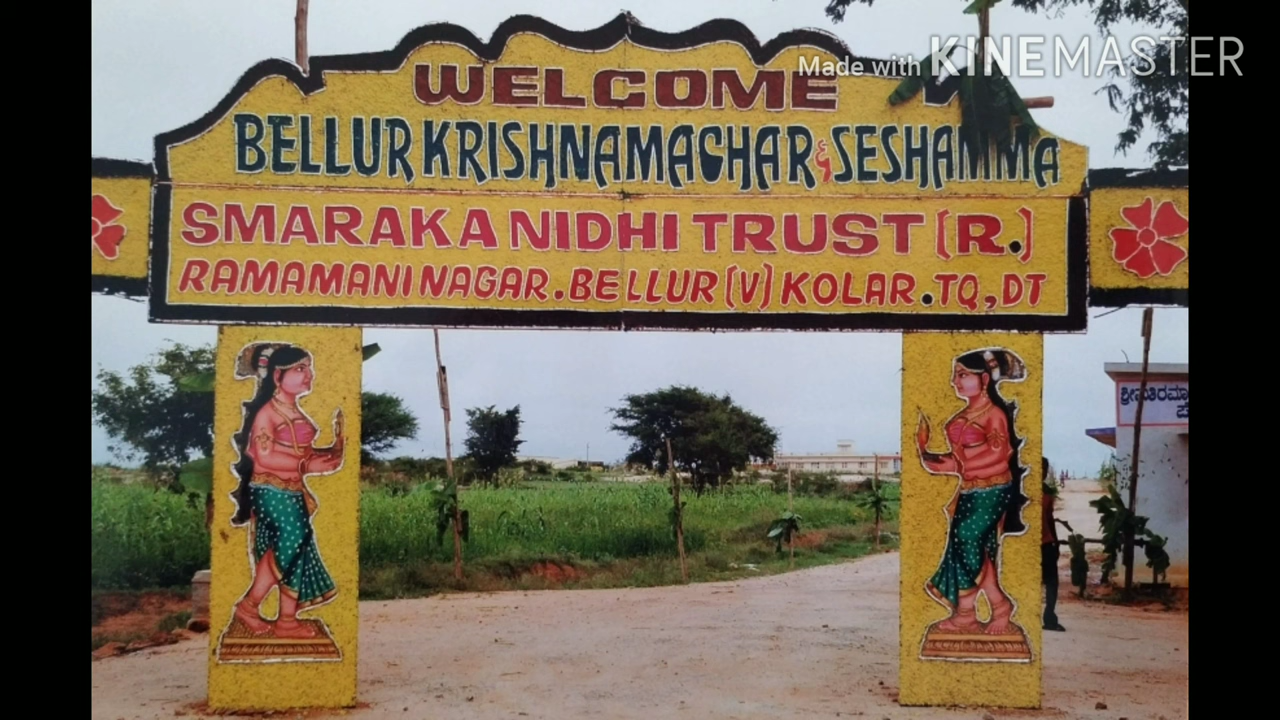 Made with KINEMASTER
WELCOME
BELLUR KRISHNAMACHAR & SESHAMMA
SMARAKA NIDHI TRUST (R.)
RAMAMANI NAGAR. BELLUR (V) KOLAR. TQ, DT